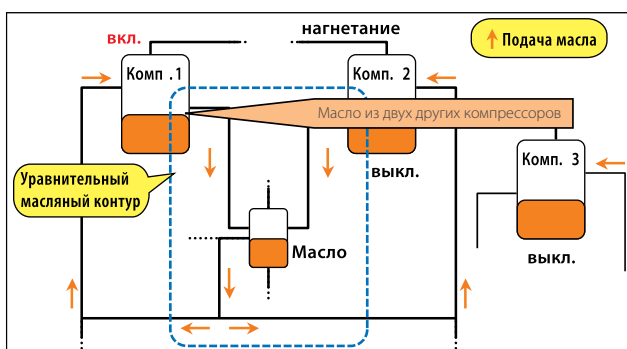 вкл.
нагнетание
Подача масла
Комп .1
Комп. 2
Масло из двух других компрессоров
Комп. 3
Уравнительный
масляный контур
выкл.
Масло
выкл.